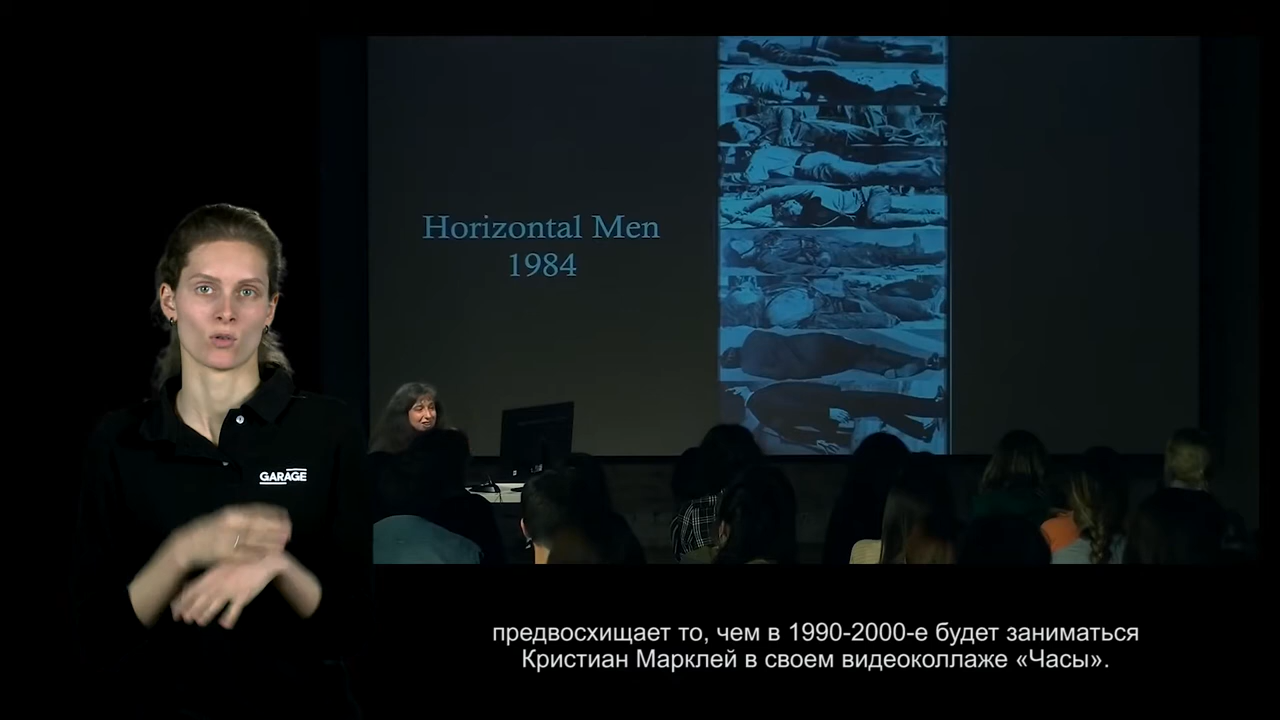 Horizontal Men
1984
GARAGE
предвосхищает то, чем в 1990-2000-е будет заниматься
Кристиан Марклей в своем видеоколлаже «Часы».